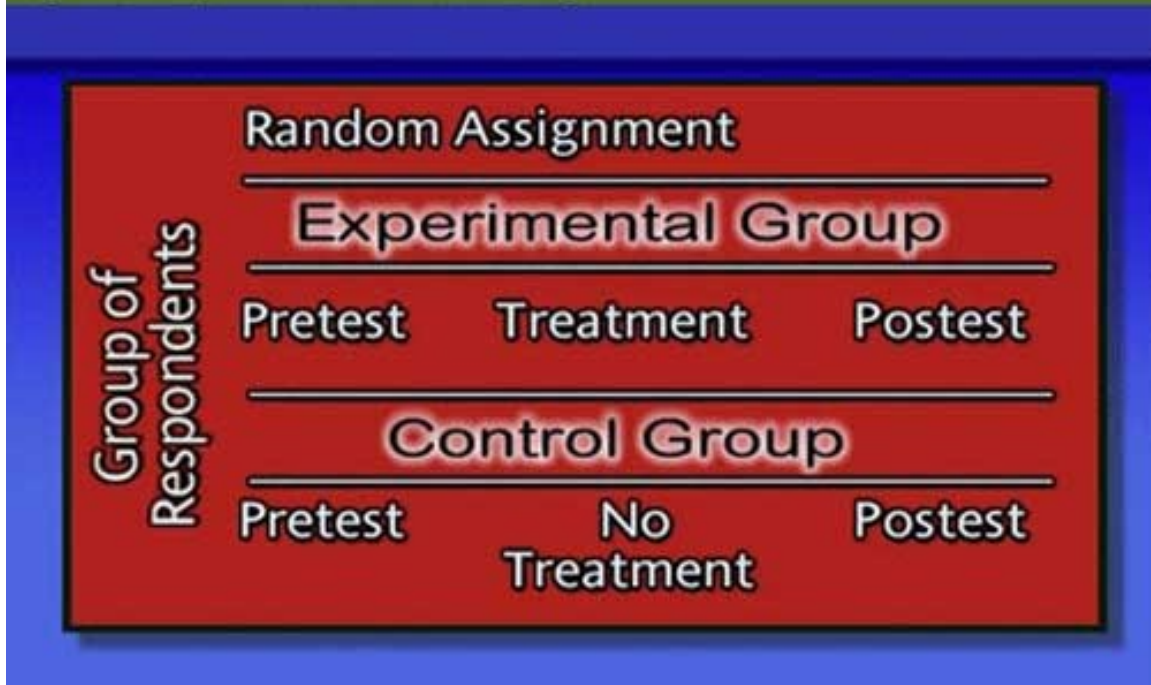 Group of
Respondents
Random Assignment
Experimental Group
Pretest Treatment Postest
Control Group
Pretest No Postest
Treatment